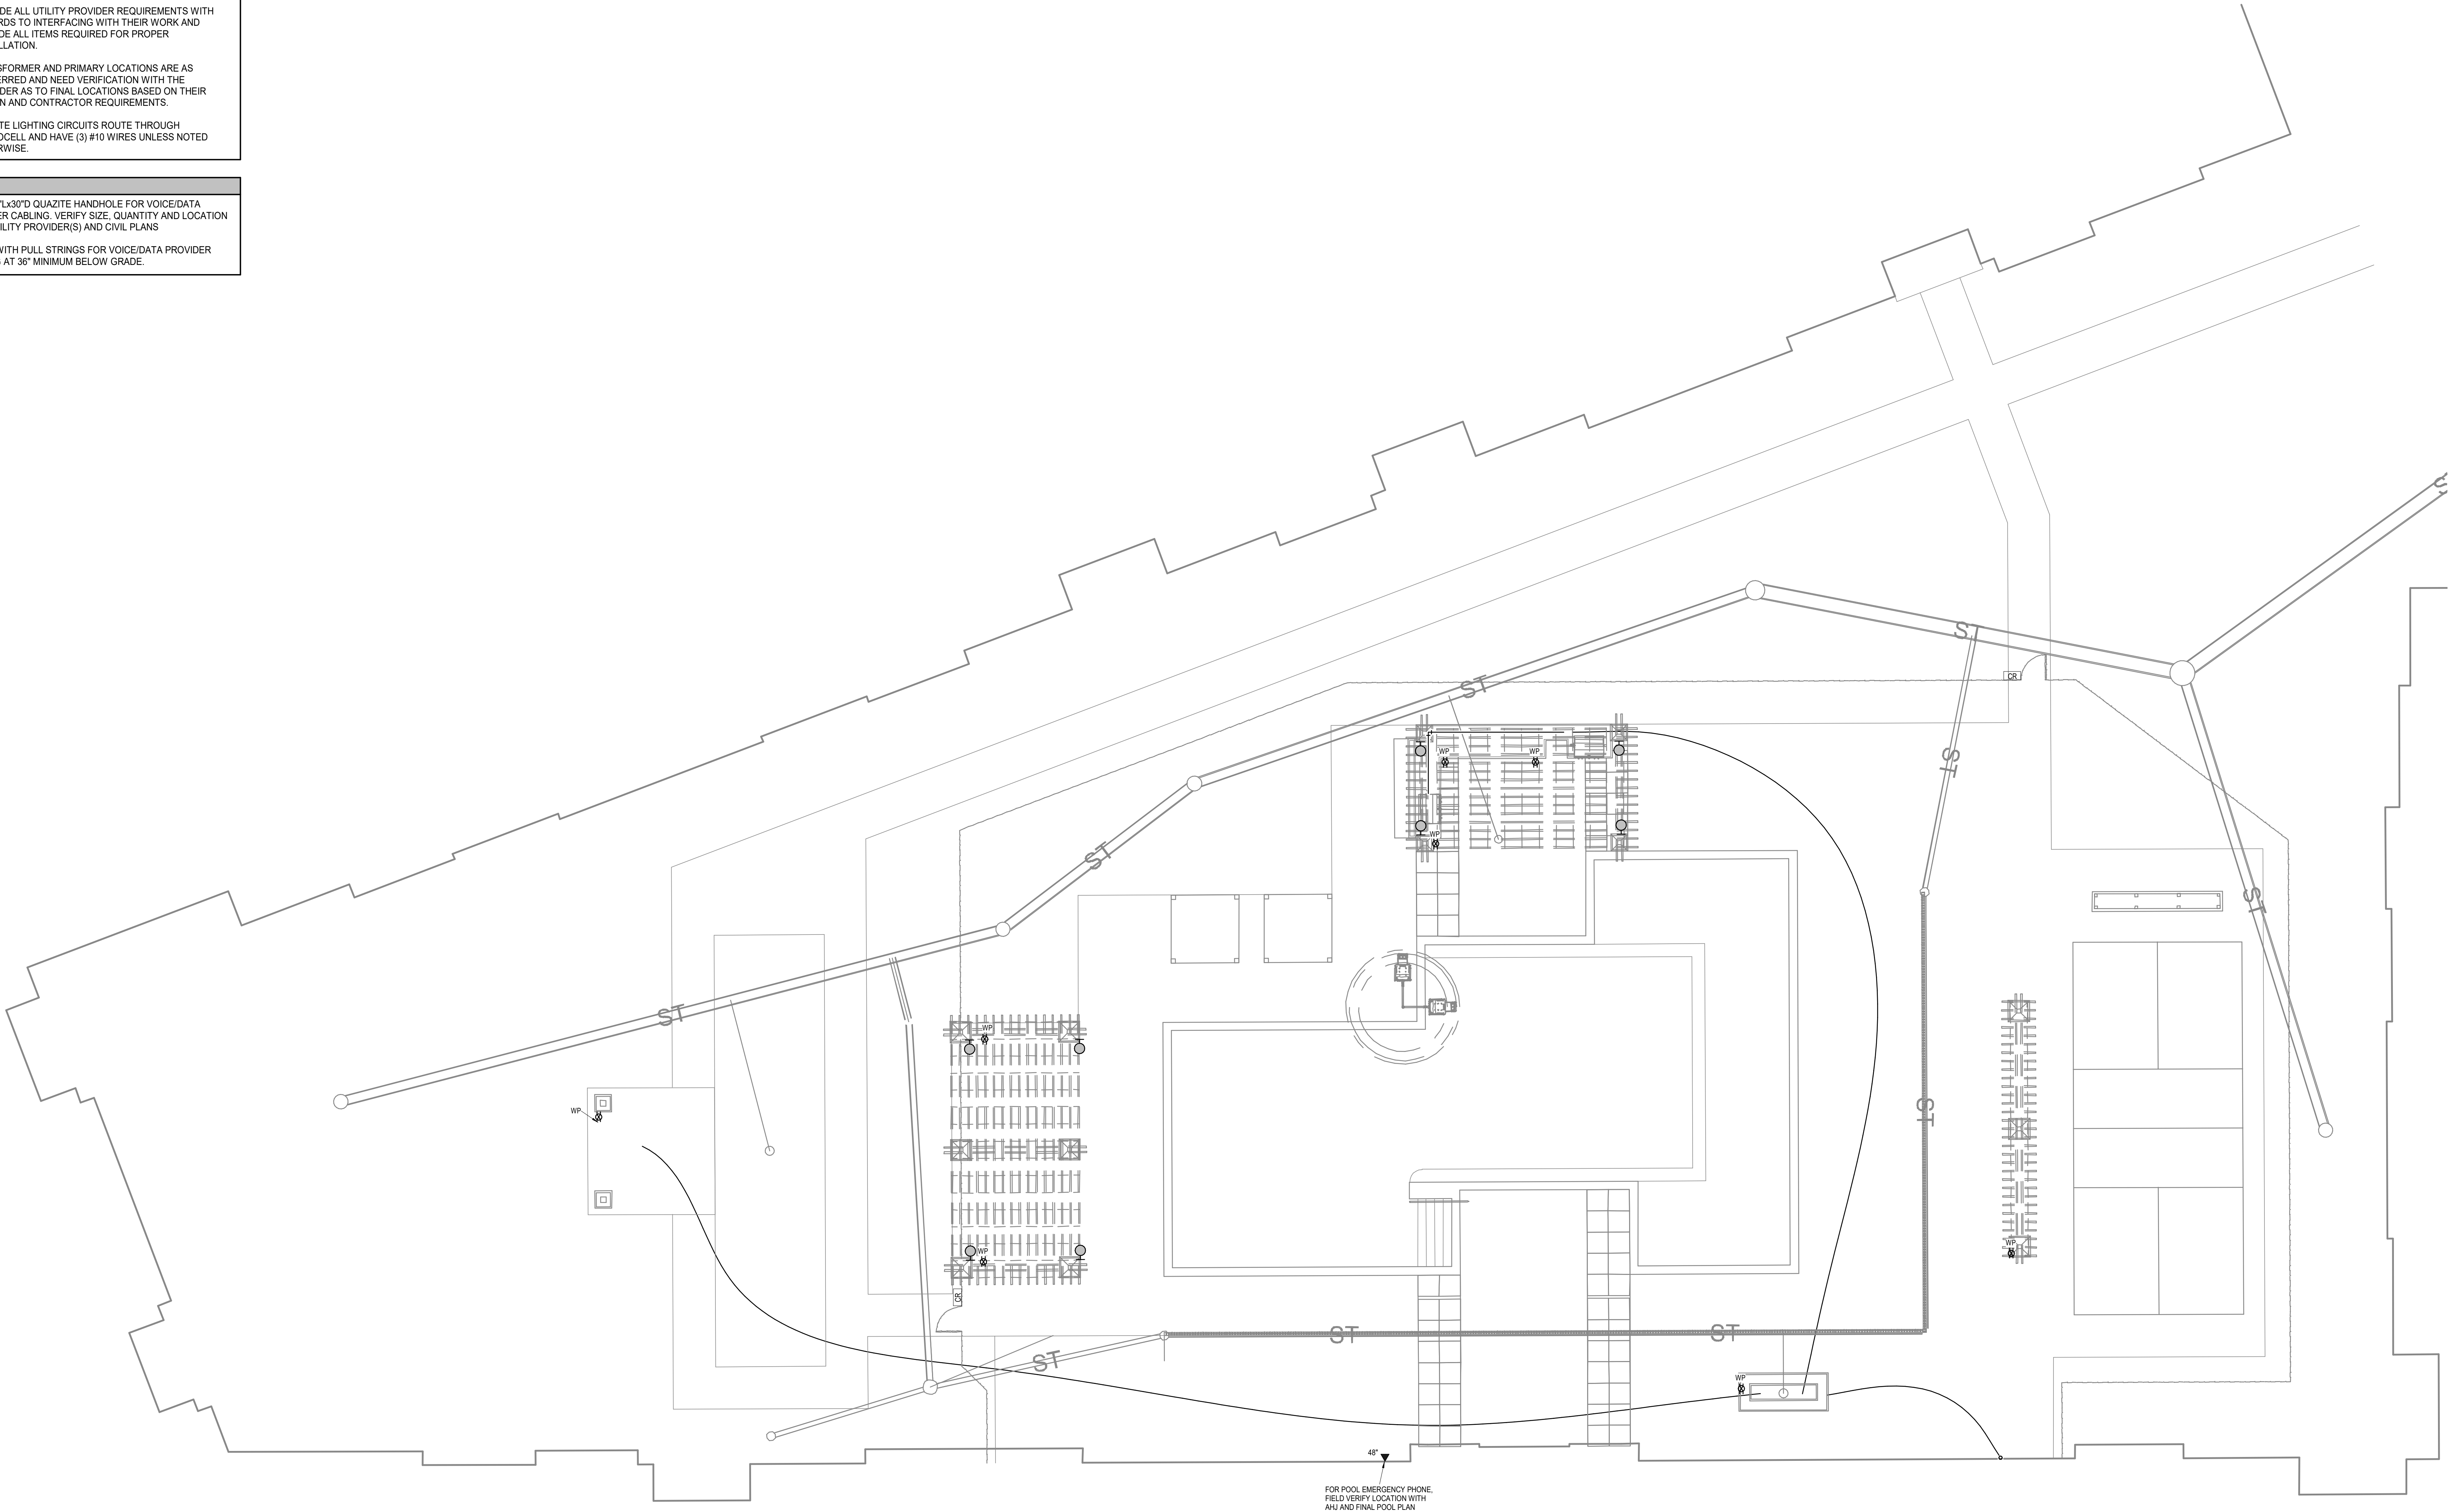 DE ALL UTILITY PROVIDER REQUIREMENTS WITH
RDS TO INTERFACING WITH THEIR WORK AND
DE ALL ITEMS REQUIRED FOR PROPER
LLATION.
SFORMER AND PRIMARY LOCATIONS ARE AS
ERRED AND NEED VERIFICATION WITH THE
DER AS TO FINAL LOCATIONS BASED ON THEIR
N AND CONTRACTOR REQUIREMENTS.
TE LIGHTING CIRCUITS ROUTE THROUGH
OCELL AND HAVE (3) #10 WIRES UNLESS NOTED
RWISE.
"Lx30"D QUAZITE HANDHOLE FOR VOICE/DATA
ER CABLING. VERIFY SIZE, QUANTITY AND LOCATION
ILITY PROVIDER(S) AND CIVIL PLANS
WITH PULL STRINGS FOR VOICE/DATA PROVIDER
G AT 36" MINIMUM BELOW GRADE.
ST
ST
CR
ST
WP
WP
ST
WP
ST
ST
ST
WP
WP
ST
WP
WP
CR
ST
ST
ST
WP
48"
FOR POOL EMERGENCY PHONE,
FIELD VERIFY LOCATION WITH
AHJ AND FINAL POOL PLAN